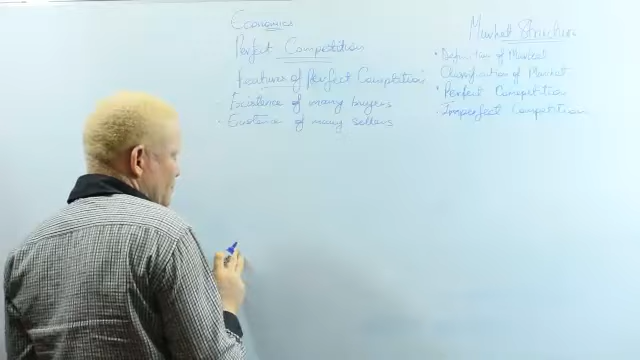 Economics
Perfect Competition
Features of Perfect Competition
Existence of many buyers
Existence of many sellers
Market Structure
Definition of Market
Classification of Market
Perfect Competition
Imperfect Competition